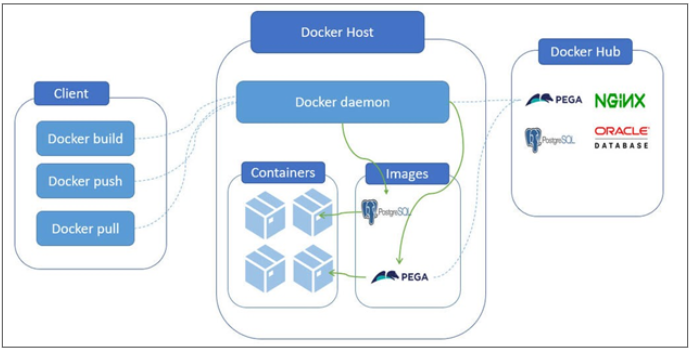 Docker Host
Docker Hub
Client
Docker daemon
PEGA
NGINX
Docker build
PostgreSQL
ORACLE
DATABASE
Docker push
Containers
Images
Docker pull
PostgreSQL
PEGA